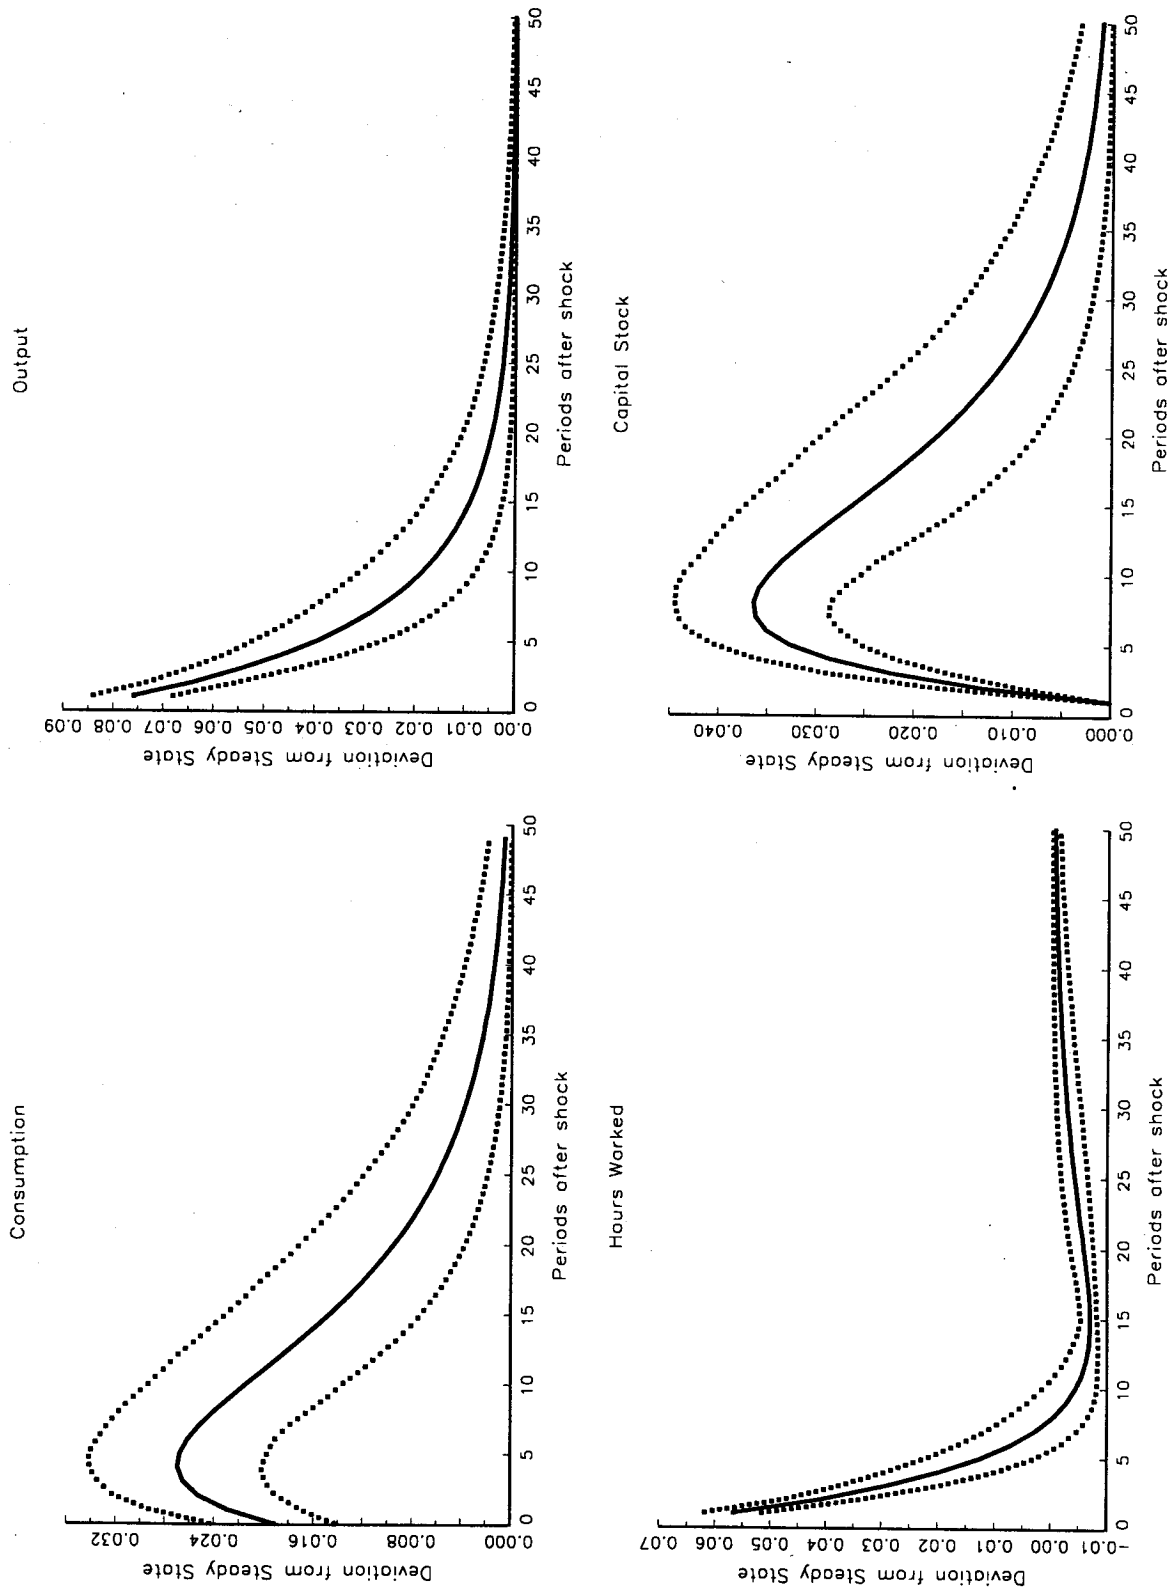 Consumption
Deviation from Steady State
0.000 0.008 0.016 0.024 0.032
0 5 10 15 20 25 30 35 40 45 50
Periods after shock
Output
Deviation from Steady State
0.00 0.01 0.02 0.03 0.04 0.05 0.06 0.07 0.08 0.09
0 5 10 15 20 25 30 35 40 45 50
Periods after shock
Hours Worked
Deviation from Steady State
-0.01 0.00 0.01 0.02 0.03 0.04 0.05 0.06 0.07
0 5 10 15 20 25 30 35 40 45 50
Periods after shock
Capital Stock
Deviation from Steady State
0.000 0.010 0.020 0.030 0.040
0 5 10 15 20 25 30 35 40 45 50
Periods after shock